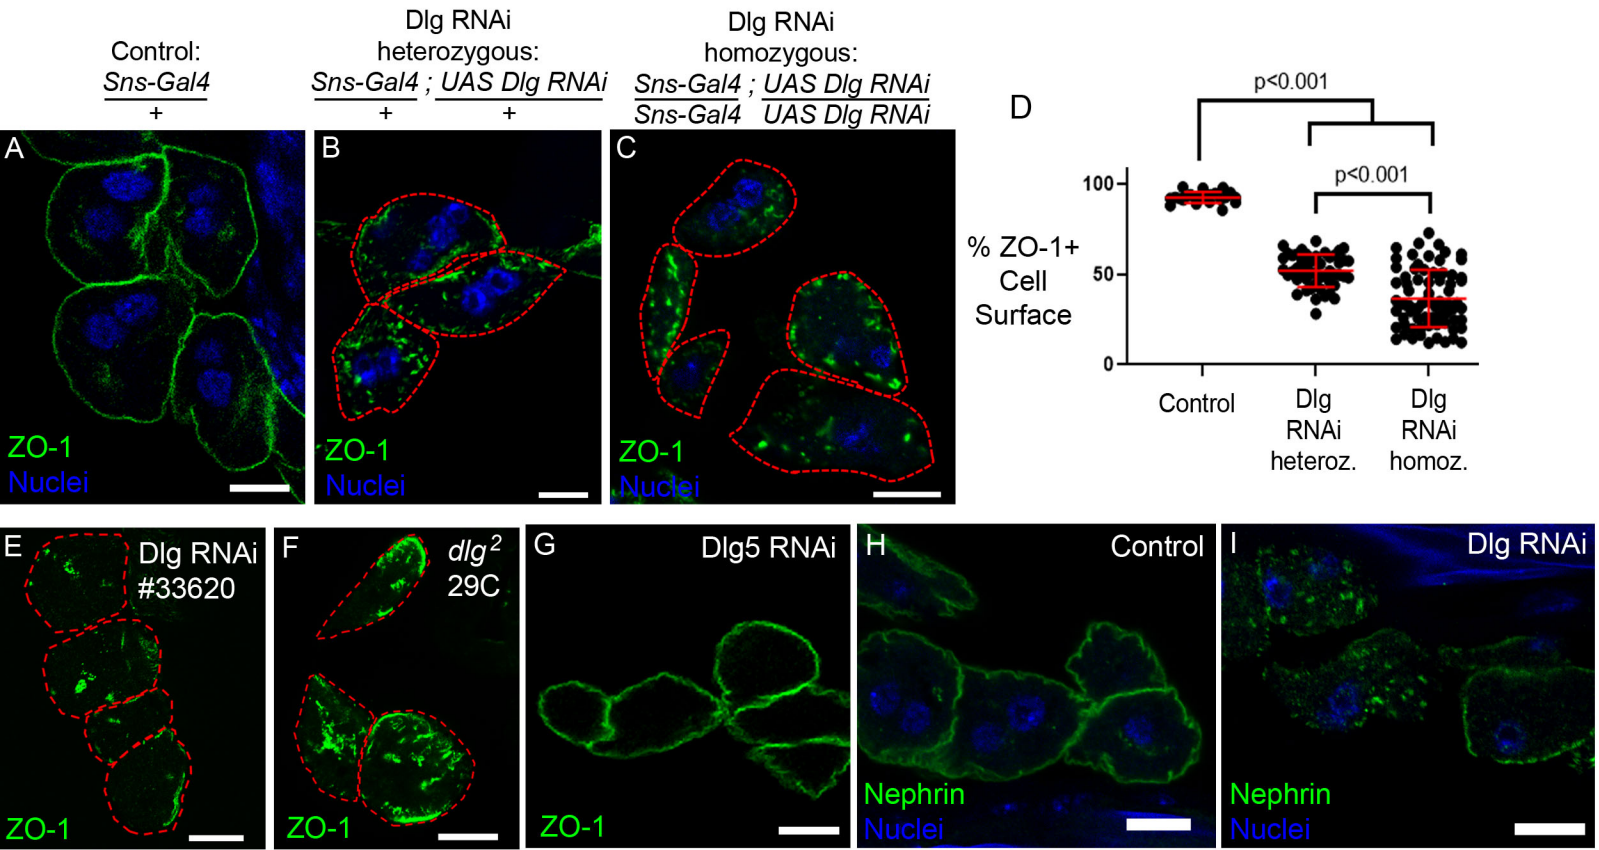 Control:
Sns-Gal4
+
Dlg RNAi
heterozygous:
Sns-Gal4 ; UAS Dlg RNAi
+ +
Dlg RNAi
homozygous:
Sns-Gal4 ; UAS Dlg RNAi
Sns-Gal4 UAS Dlg RNAi
A
ZO-1
Nuclei
B
ZO-1
Nuclei
C
ZO-1
Nuclei
D
p<0.001
p<0.001
% ZO-1+
Cell
Surface
100
50
0
Control
Dlg
RNAi
heteroz.
Dlg
RNAi
homoz.
E
Dlg RNAi
#33620
ZO-1
F
dlg2
29C
ZO-1
G
Dlg5 RNAi
ZO-1
H
Control
Nephrin
Nuclei
I
Dlg RNAi
Nephrin
Nuclei